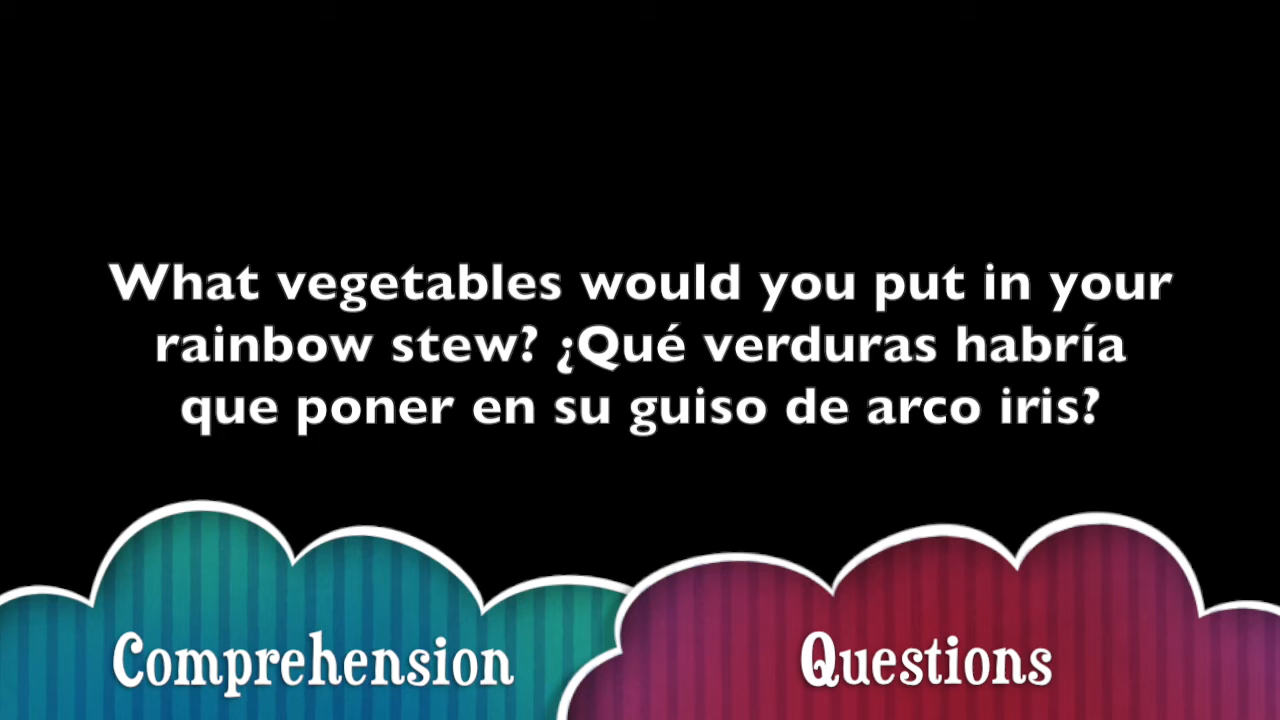 What vegetables would you put in your
rainbow stew? ¿Qué verduras habría
que poner en su guiso de arco iris?
Comprehension
Questions